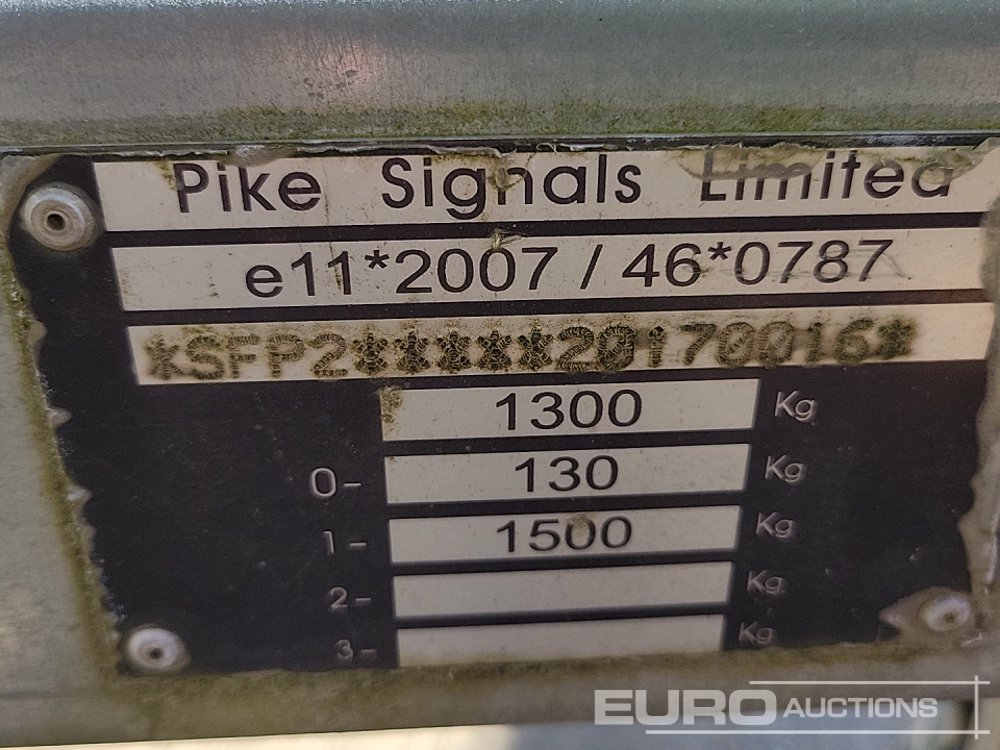 Pike Signals Limited
e11*2007 / 46*0787
*SFP2*****20170016*
1300 Kg
0- 130 Kg
1- 1500 Kg
2- Kg
3- Kg
EURO AUCTIONS